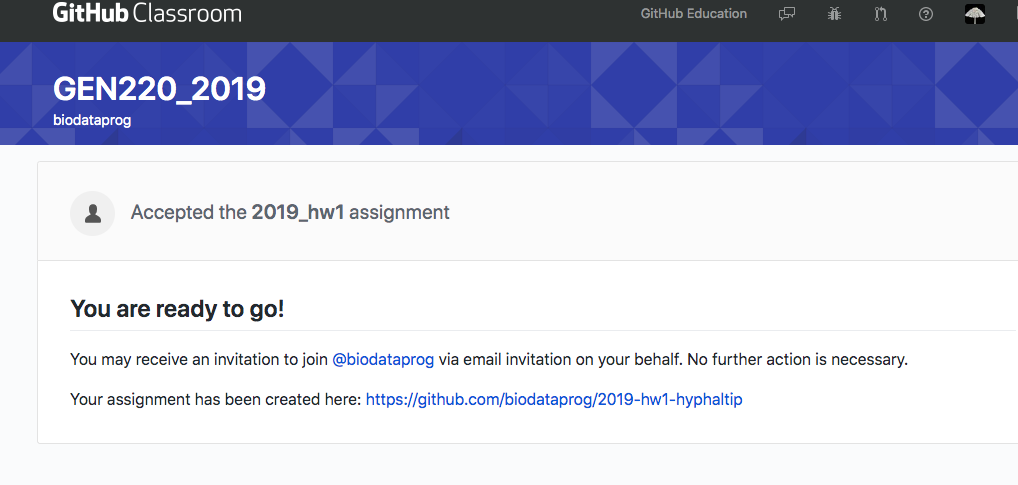 GitHub Classroom
GitHub Education
GEN220_2019
biodataprog
Accepted the 2019_hw1 assignment
You are ready to go!
You may receive an invitation to join @biodataprog via email invitation on your behalf. No further action is necessary.
Your assignment has been created here: https://github.com/biodataprog/2019-hw1-hyphaltip